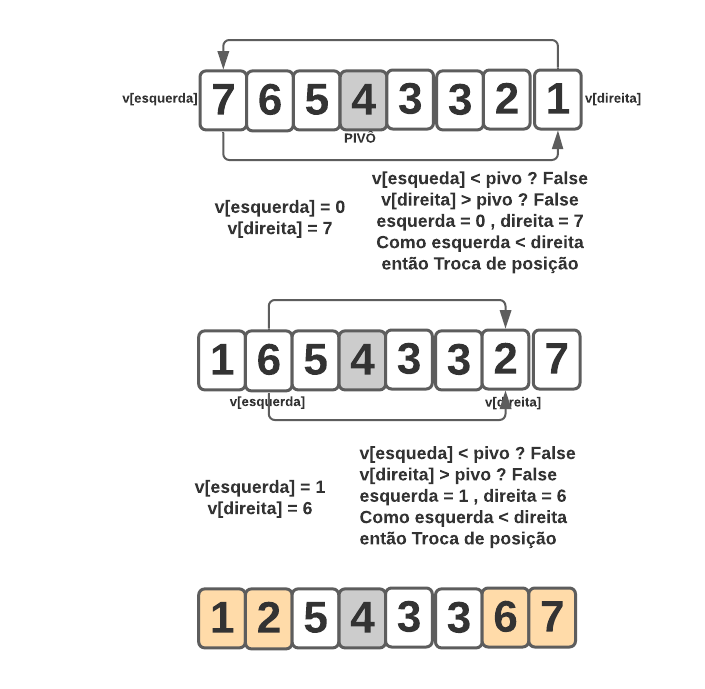 v[esquerda] 7 6 5 4 3 3 2 1 v[direita]
PIVÔ
v[esquerda] = 0
v[direita] = 7
v[esqueda] < pivo ? False
v[direita] > pivo ? False
esquerda = 0 , direita = 7
Como esquerda < direita
então Troca de posição
1 6 5 4 3 3 2 7
v[esquerda] v[direita]
v[esquerda] = 1
v[direita] = 6
v[esqueda] < pivo ? False
v[direita] > pivo ? False
esquerda = 1 , direita = 6
Como esquerda < direita
então Troca de posição
1 2 5 4 3 3 6 7